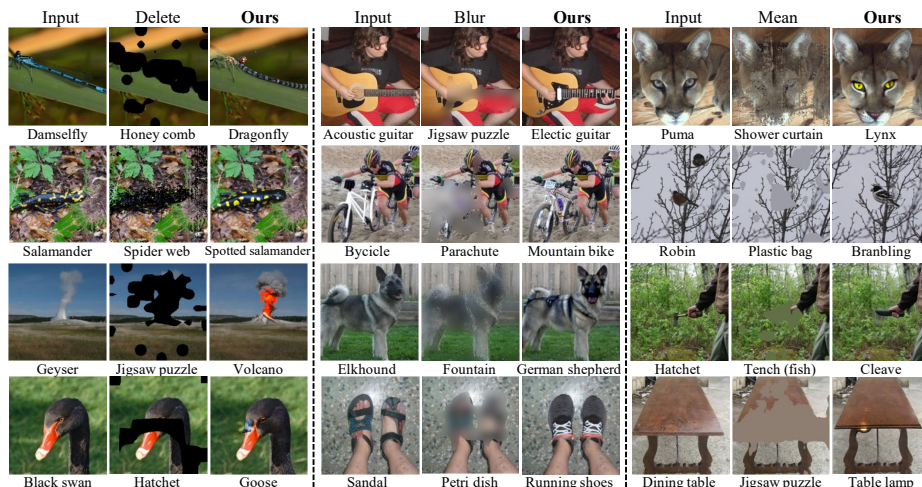 Input Delete Ours Input Blur Ours Input Mean Ours
Damselfly Honey comb Dragonfly Acoustic guitar Jigsaw puzzle Electic guitar Puma Shower curtain Lynx
Salamander Spider web Spotted salamander Bycicle Parachute Mountain bike Robin Plastic bag Branbling
Geyser Jigsaw puzzle Volcano Elkhound Fountain German shepherd Hatchet Tench (fish) Cleave
Black swan Hatchet Goose Sandal Petri dish Running shoes Dining table Jigsaw puzzle Table lamp